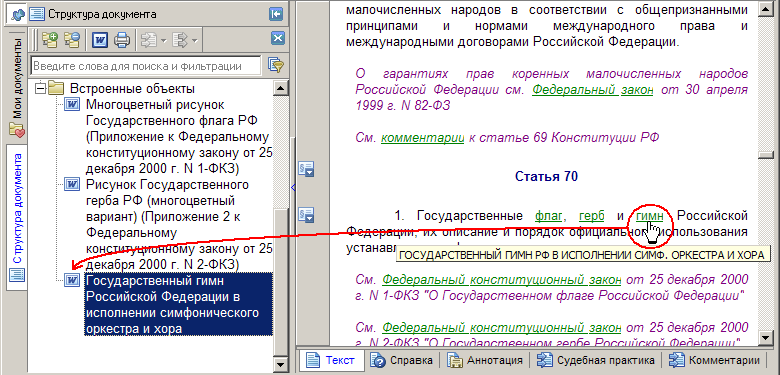 Структура документа
Мои документы
Структура документа
Введите слова для поиска и фильтрации
Встроенные объекты
Многоцветный рисунок
Государственного флага РФ
(Приложение к Федеральному
конституционному закону от 25
декабря 2000 г. N 1-ФКЗ)
Рисунок Государственного
герба РФ (многоцветный
вариант) (Приложение 2 к
Федеральному
конституционному закону от 25
декабря 2000 г. N 2-ФКЗ)
Государственный гимн
Российской Федерации в
исполнении симфонического
оркестра и хора
малочисленных народов в соответствии с общепризнанными
принципами и нормами международного права и
международными договорами Российской Федерации.
О гарантиях прав коренных малочисленных народов
Российской Федерации см. Федеральный закон от 30 апреля
1999 г. N 82-ФЗ
См. комментарии к статье 69 Конституции РФ
Статья 70
1. Государственные флаг, герб и гимн Российской
Федерации, их описание и порядок официального использования
ГОСУДАРСТВЕННЫЙ ГИМН РФ В ИСПОЛНЕНИИ СИМФ. ОРКЕСТРА И ХОРА
См. Федеральный конституционный закон от 25 декабря 2000
г. N 1-ФКЗ "О Государственном флаге Российской Федерации"
См. Федеральный конституционный закон от 25 декабря 2000
г. N 2-ФКЗ "О Государственном гербе Российской Федерации"
Текст Справка Аннотация Судебная практика Комментарии